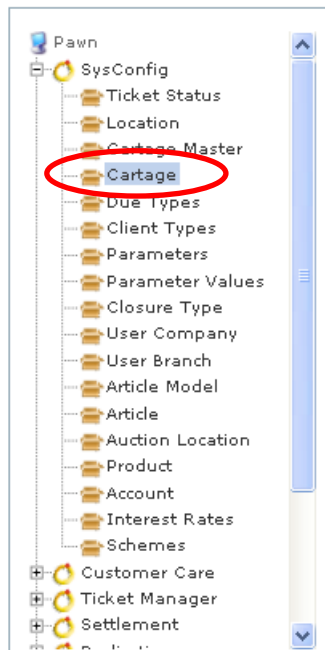 Pawn
SysConfig
Ticket Status
Location
Cartage Master
Cartage
Due Types
Client Types
Parameters
Parameter Values
Closure Type
User Company
User Branch
Article Model
Article
Auction Location
Product
Account
Interest Rates
Schemes
Customer Care
Ticket Manager
Settlement